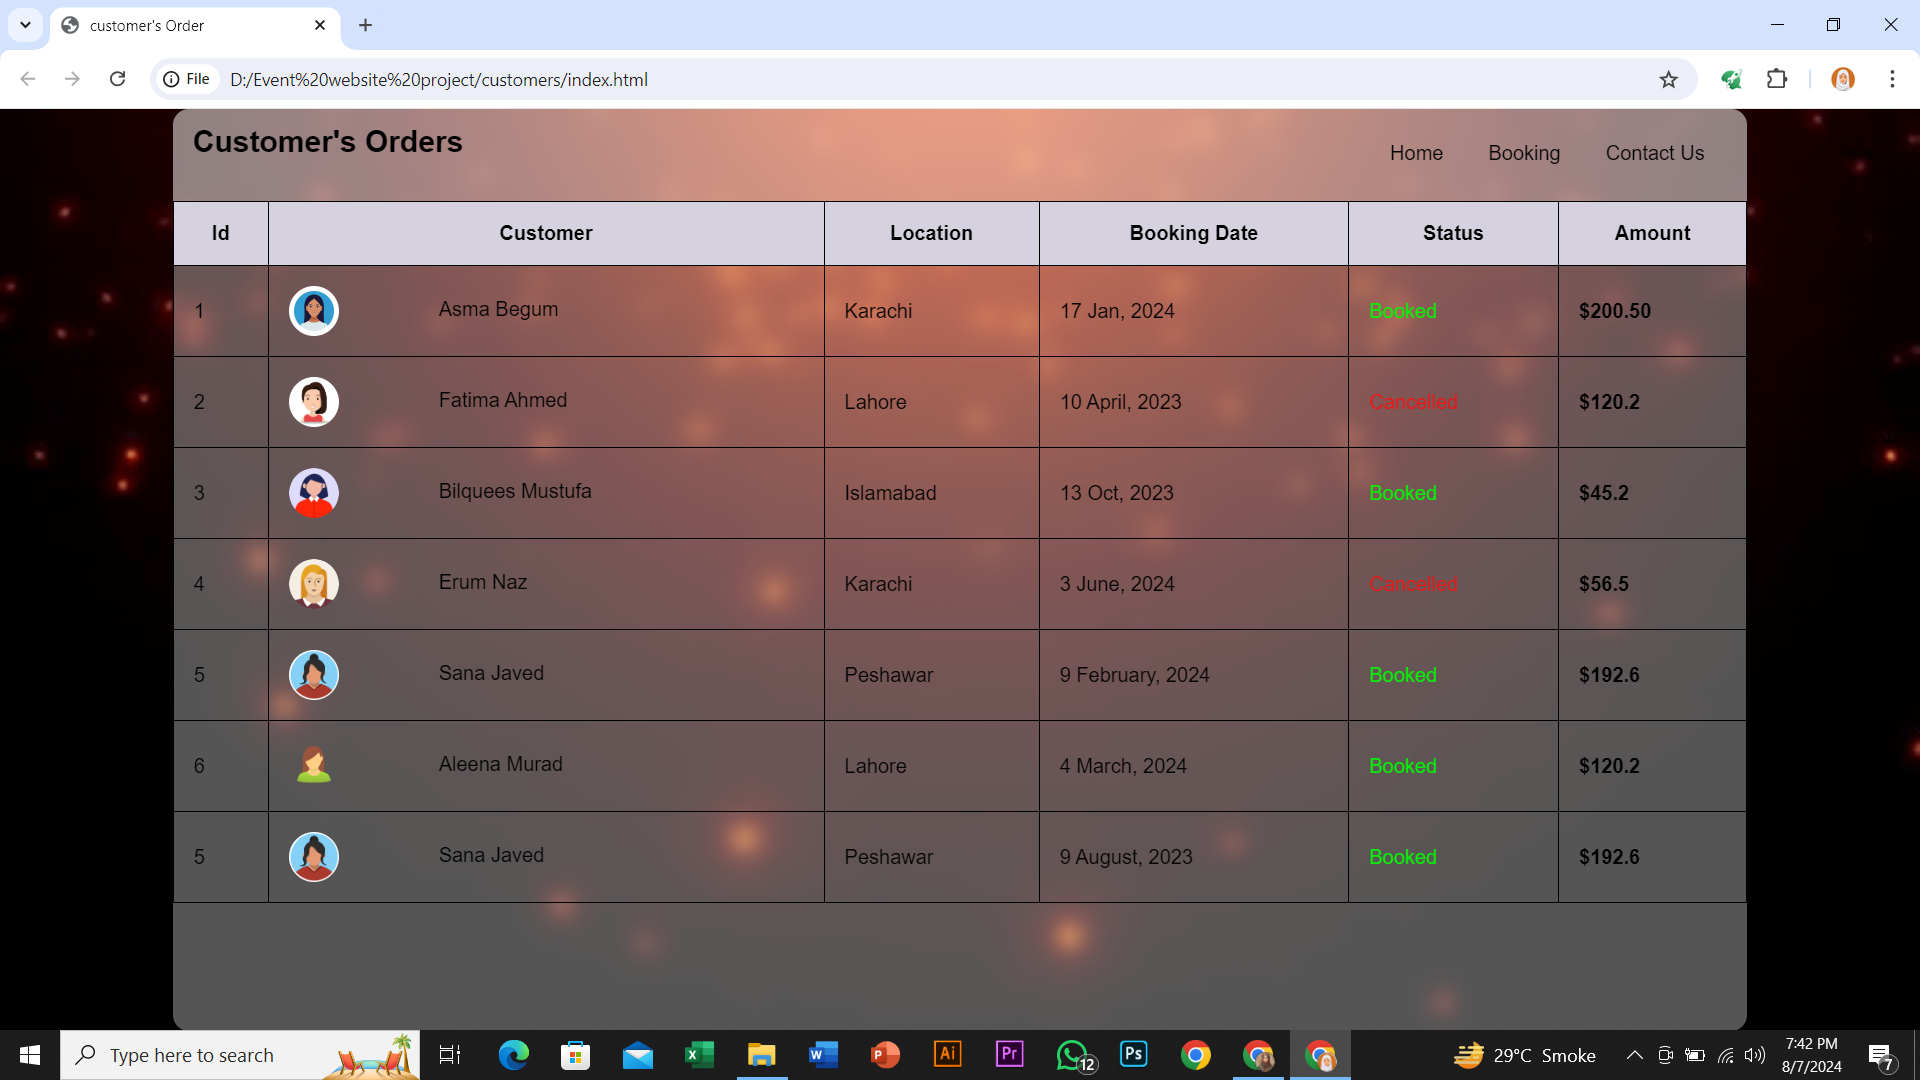 customer's Order
File D:/Event%20website%20project/customers/index.html
Customer's Orders
Home Booking Contact Us
Id Customer Location Booking Date Status Amount
1 Asma Begum Karachi 17 Jan, 2024 Booked $200.50
2 Fatima Ahmed Lahore 10 April, 2023 Cancelled $120.2
3 Bilquees Mustufa Islamabad 13 Oct, 2023 Booked $45.2
4 Erum Naz Karachi 3 June, 2024 Cancelled $56.5
5 Sana Javed Peshawar 9 February, 2024 Booked $192.6
6 Aleena Murad Lahore 4 March, 2024 Booked $120.2
5 Sana Javed Peshawar 9 August, 2023 Booked $192.6
Type here to search
X
W
P
Ai
Pr
12
Ps
29°C Smoke
7:42 PM
8/7/2024
7